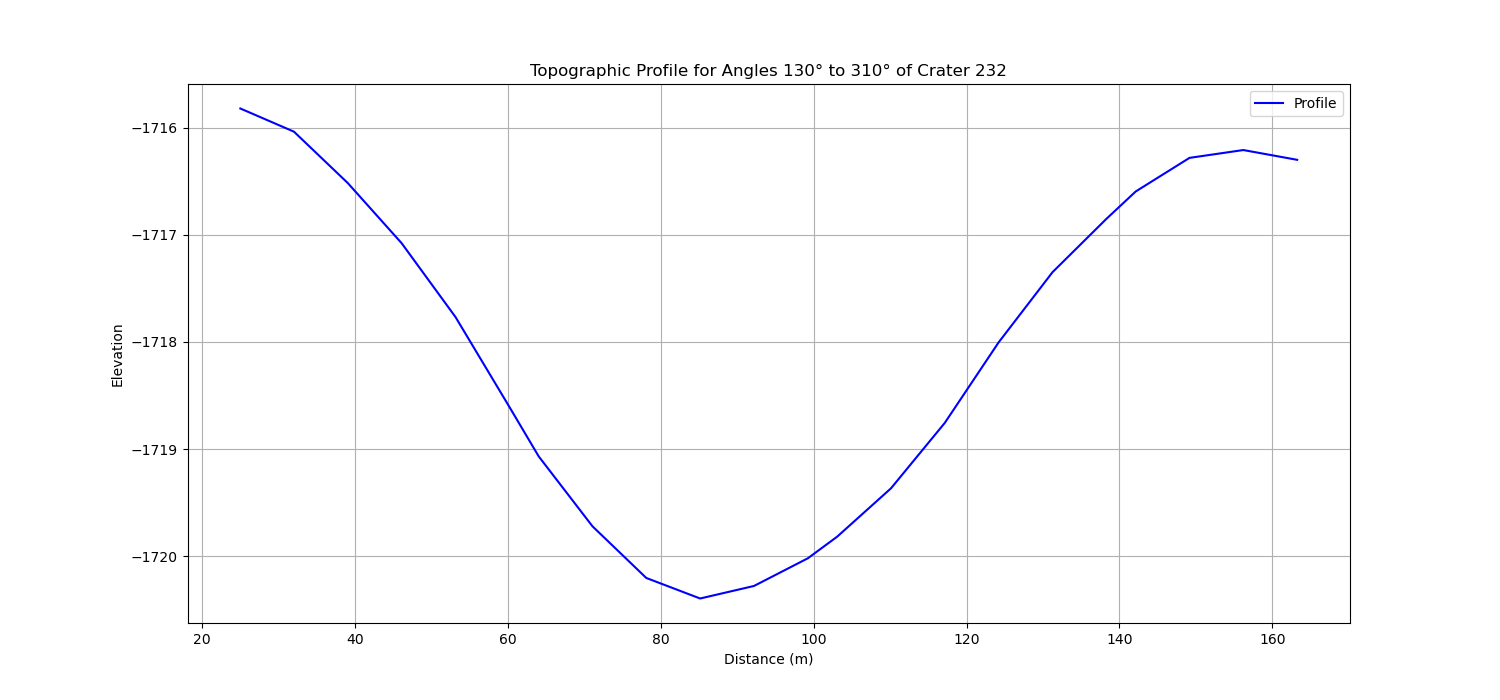 Topographic Profile for Angles 130° to 310° of Crater 232
Profile
−1716
−1717
−1718
−1719
−1720
Elevation
20 40 60 80 100 120 140 160
Distance (m)